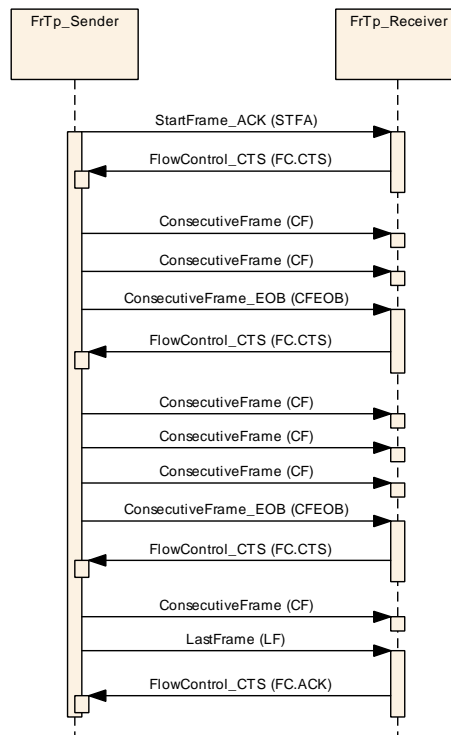 FrTp_Sender
FrTp_Receiver
StartFrame_ACK (STFA)
FlowControl_CTS (FC.CTS)
ConsecutiveFrame (CF)
ConsecutiveFrame (CF)
ConsecutiveFrame_EOB (CFEOB)
FlowControl_CTS (FC.CTS)
ConsecutiveFrame (CF)
ConsecutiveFrame (CF)
ConsecutiveFrame (CF)
ConsecutiveFrame_EOB (CFEOB)
FlowControl_CTS (FC.CTS)
ConsecutiveFrame (CF)
LastFrame (LF)
FlowControl_CTS (FC.ACK)